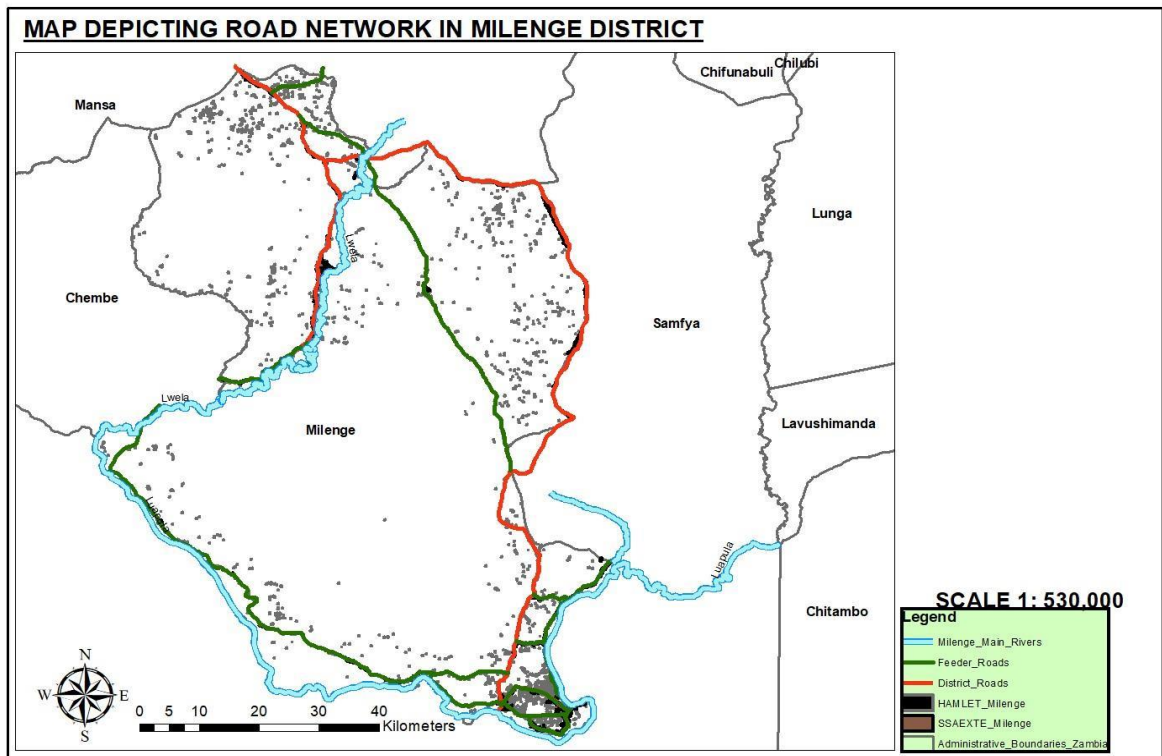 MAP DEPICTING ROAD NETWORK IN MILENGE DISTRICT
Chilubi
Chifunabuli
Mansa
Lunga
Lwela
Chembe
Samfya
Lwela
Lavushimanda
Milenge
Luapula
Luapula
Chitambo
SCALE 1: 530,000
Legend
Milenge_Main_Rivers
Feeder_Roads
District_Roads
HAMLET_Milenge
SSAEXTE_Milenge
Administrative_Boundaries_Zambia
N
W E
S
0 5 10 20 30 40
Kilometers